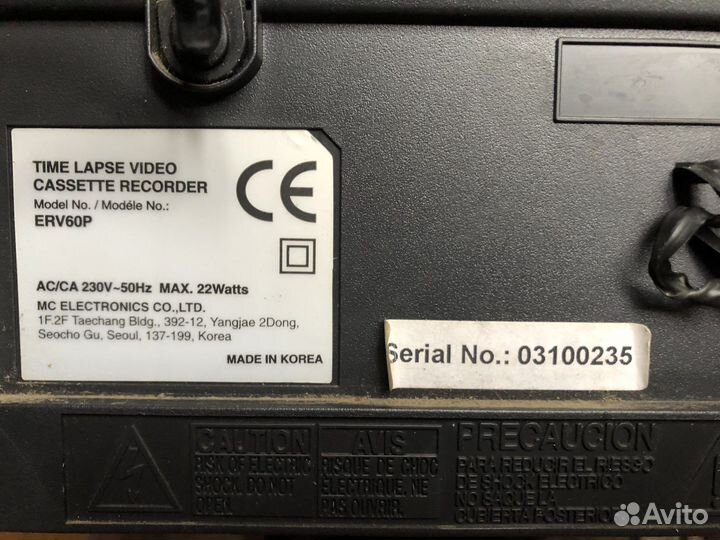 TIME LAPSE VIDEO
CASSETTE RECORDER
Model No. / Modéle No.:
ERV60P
CE
AC/CA 230V~50Hz MAX. 22Watts
MC ELECTRONICS CO.,LTD.
1F.2F Taechang Bldg., 392-12, Yangjae 2Dong,
Seocho Gu, Seoul, 137-199, Korea
MADE IN KOREA
Serial No.: 03100235
CAUTION
RISK OF ELECTRIC
SHOCK. DO NOT
OPEN.
AVIS
RISQUE DE CHOC
ELECTRIQUE. NE
PAS OUVRIR.
PRECAUCION
PARA REDUCIR EL RIESGO
DE SHOCK ELECTRICO
NO SAQUE LA
CUBIERTA POSTERIOR
Avito